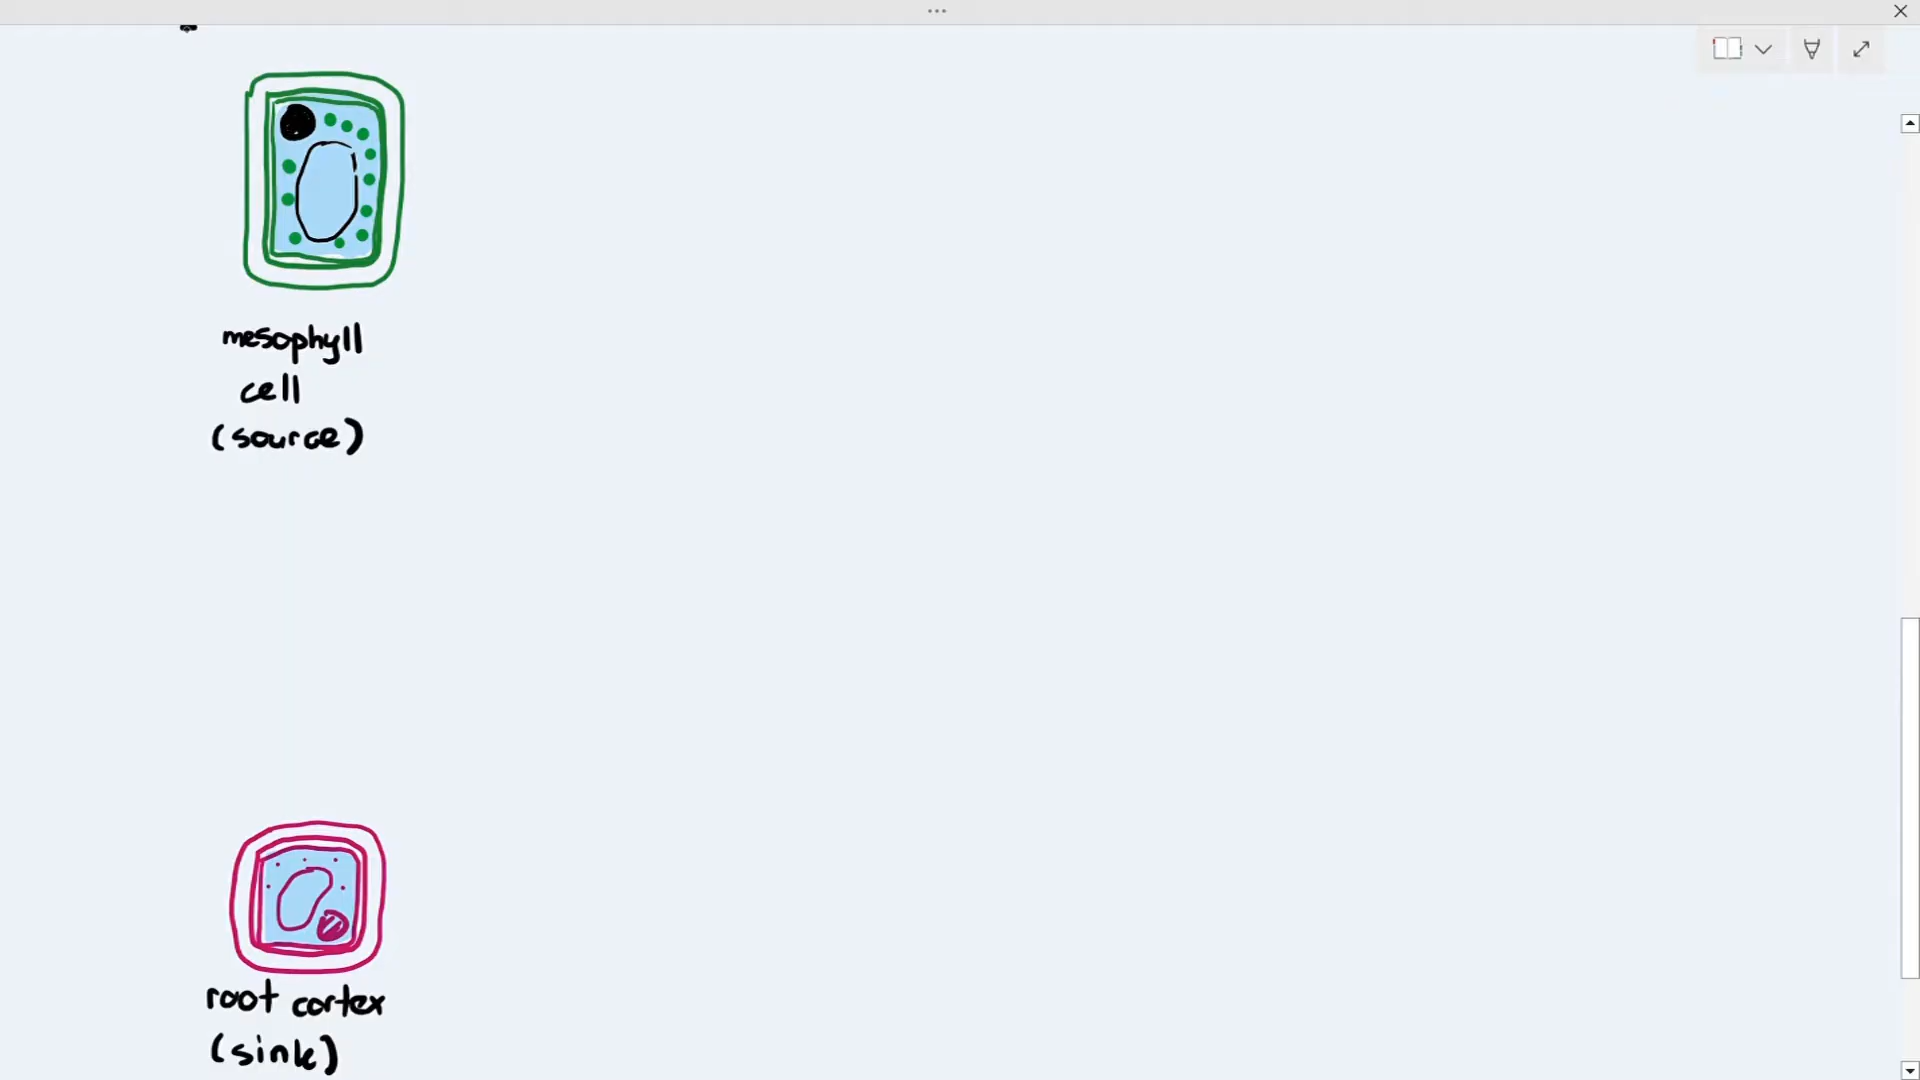 mesophyll
cell
(source)
root cortex
(sink)